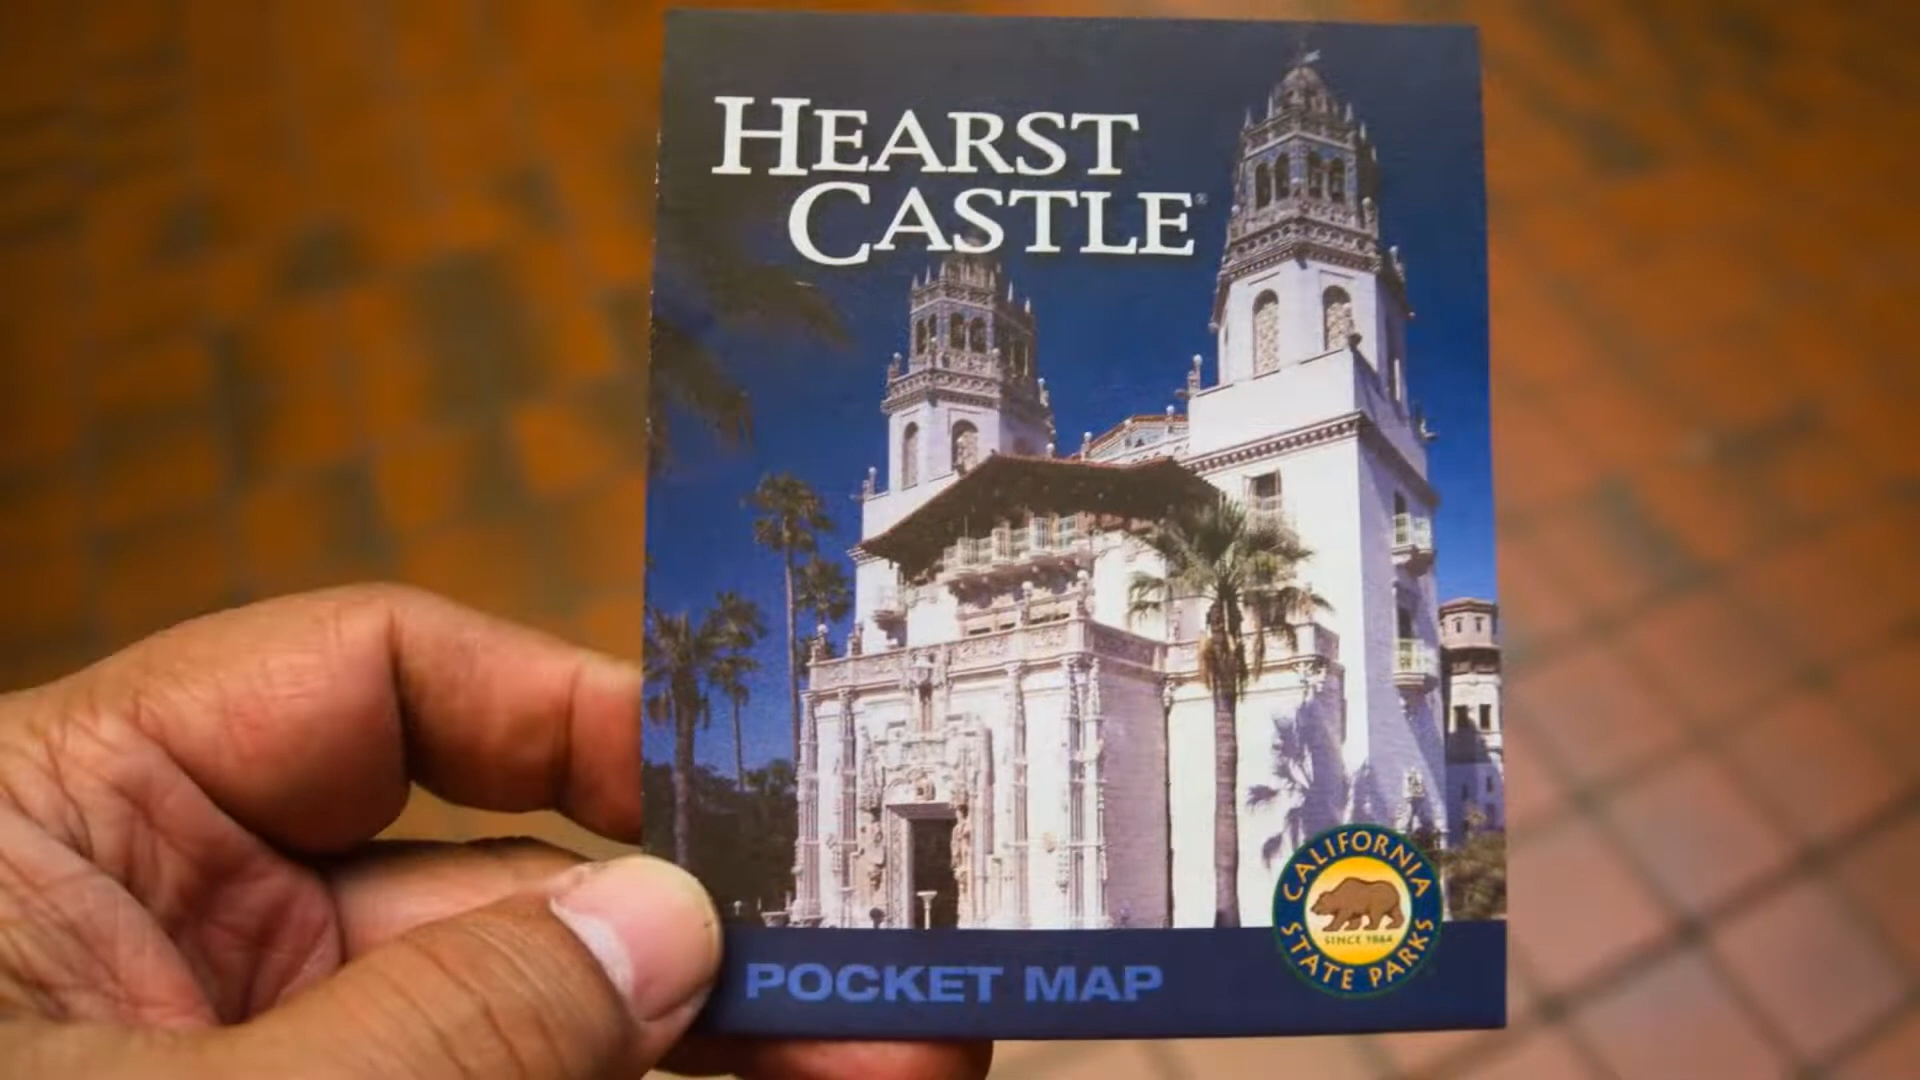 HEARST
CASTLE®
CALIFORNIA
SINCE 1864
STATE PARKS
POCKET MAP